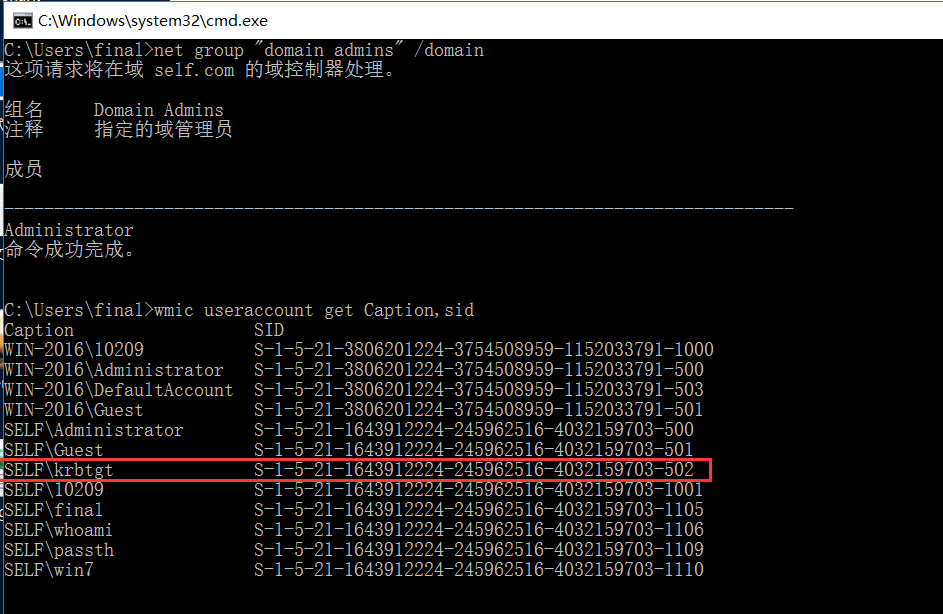 C:\Windows\system32\cmd.exe
C:\Users\final>net group "domain admins" /domain
这项请求将在域 self.com 的域控制器处理。
组名     Domain Admins
注释     指定的域管理员
成员
-------------------------------------------------------------------------------
Administrator
命令成功完成。
C:\Users\final>wmic useraccount get Caption,sid
Caption                  SID
WIN-2016\10209           S-1-5-21-3806201224-3754508959-1152033791-1000
WIN-2016\Administrator   S-1-5-21-3806201224-3754508959-1152033791-500
WIN-2016\DefaultAccount  S-1-5-21-3806201224-3754508959-1152033791-503
WIN-2016\Guest           S-1-5-21-3806201224-3754508959-1152033791-501
SELF\Administrator       S-1-5-21-1643912224-245962516-4032159703-500
SELF\Guest               S-1-5-21-1643912224-245962516-4032159703-501
SELF\krbtgt              S-1-5-21-1643912224-245962516-4032159703-502
SELF\10209               S-1-5-21-1643912224-245962516-4032159703-1001
SELF\final               S-1-5-21-1643912224-245962516-4032159703-1105
SELF\whoami              S-1-5-21-1643912224-245962516-4032159703-1106
SELF\passth              S-1-5-21-1643912224-245962516-4032159703-1109
SELF\win7                S-1-5-21-1643912224-245962516-4032159703-1110